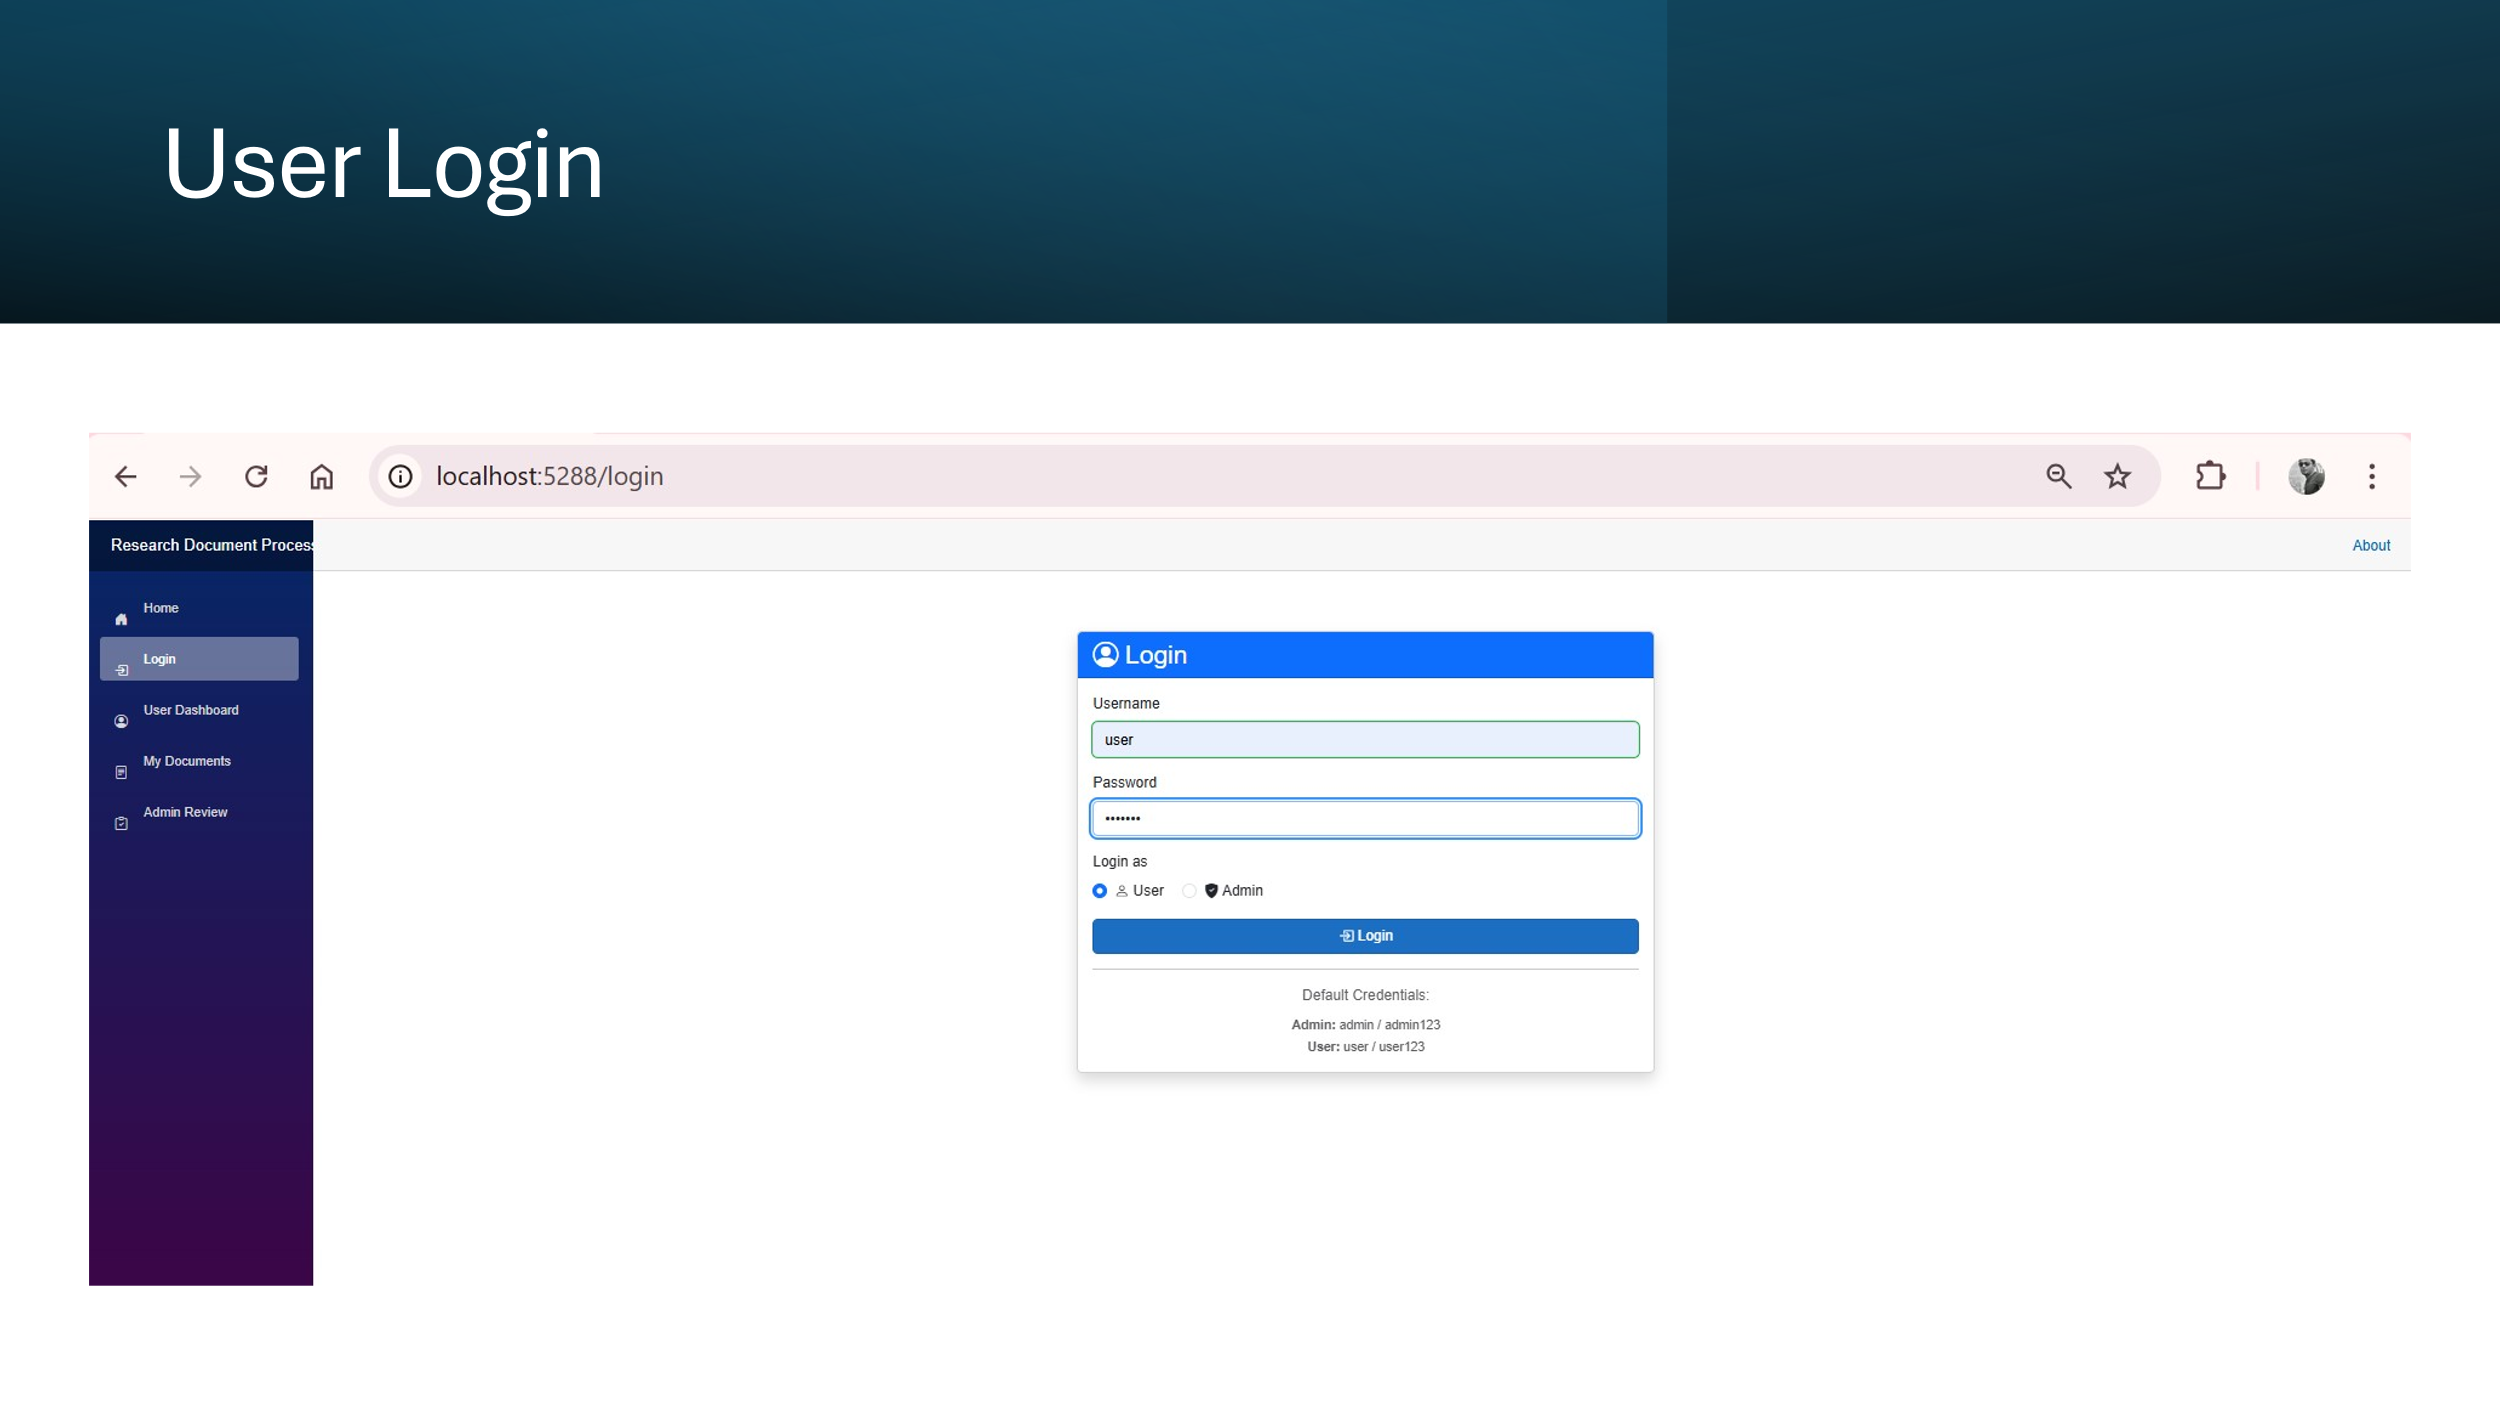 User Login
localhost:5288/login
Research Document Process
About
Home
Login
User Dashboard
My Documents
Admin Review
Login
Username
user
Password
•••••••
Login as
User Admin
Login
Default Credentials:
Admin: admin / admin123
User: user / user123